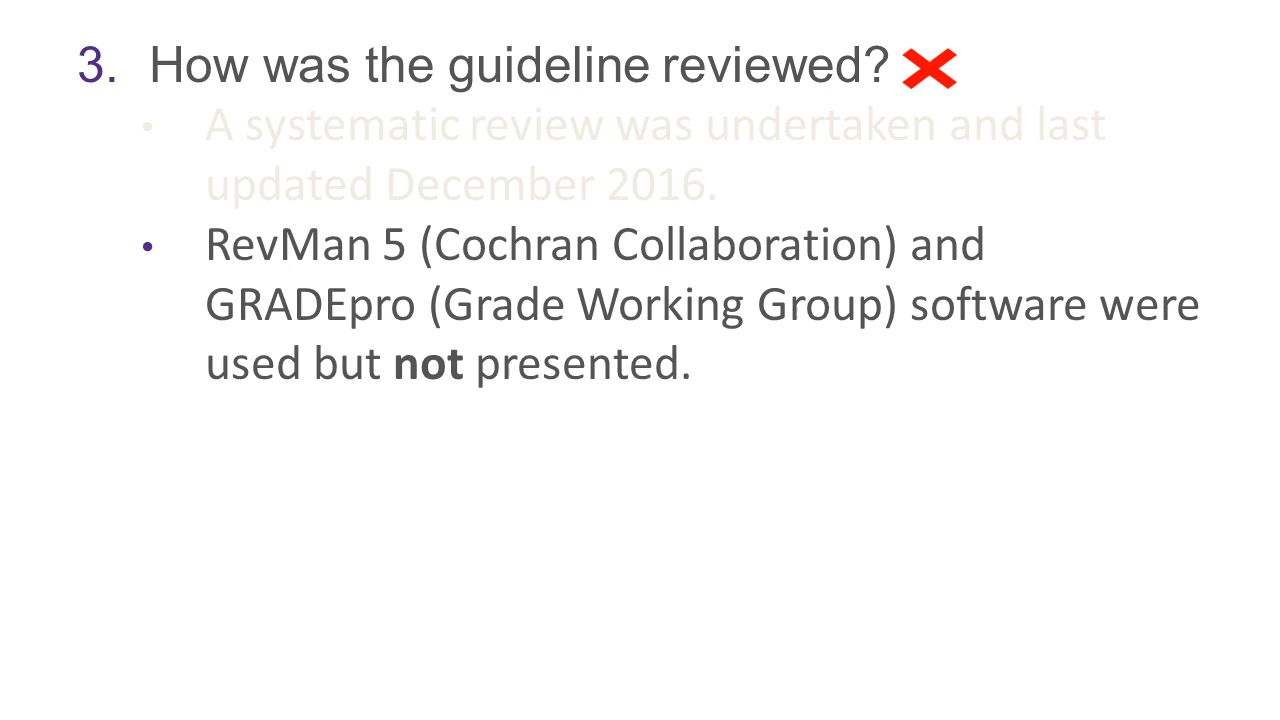 3. How was the guideline reviewed?
• A systematic review was undertaken and last
updated December 2016.
• RevMan 5 (Cochran Collaboration) and
GRADEpro (Grade Working Group) software were
used but not presented.